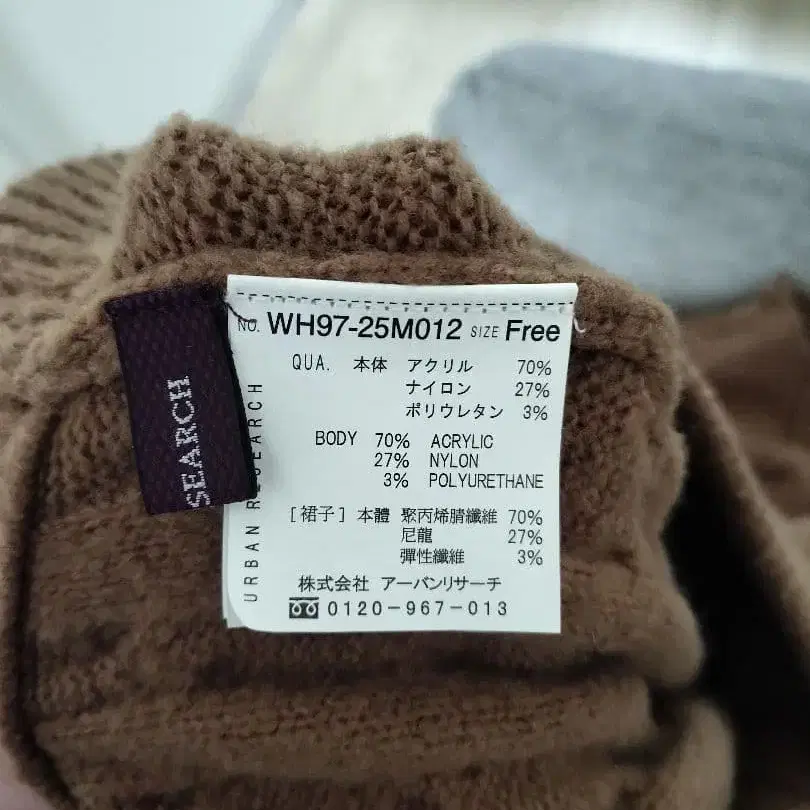 NO. WH97-25M012 SIZE Free
QUA. 本体 アクリル 70%
ナイロン 27%
ポリウレタン 3%
BODY 70% ACRYLIC
27% NYLON
3% POLYURETHANE
[裙子] 本體 聚丙烯腈纖維 70%
尼龍 27%
彈性纖維 3%
株式会社 アーバンリサーチ
0120-967-013
URBAN RESEARCH
SEARCH